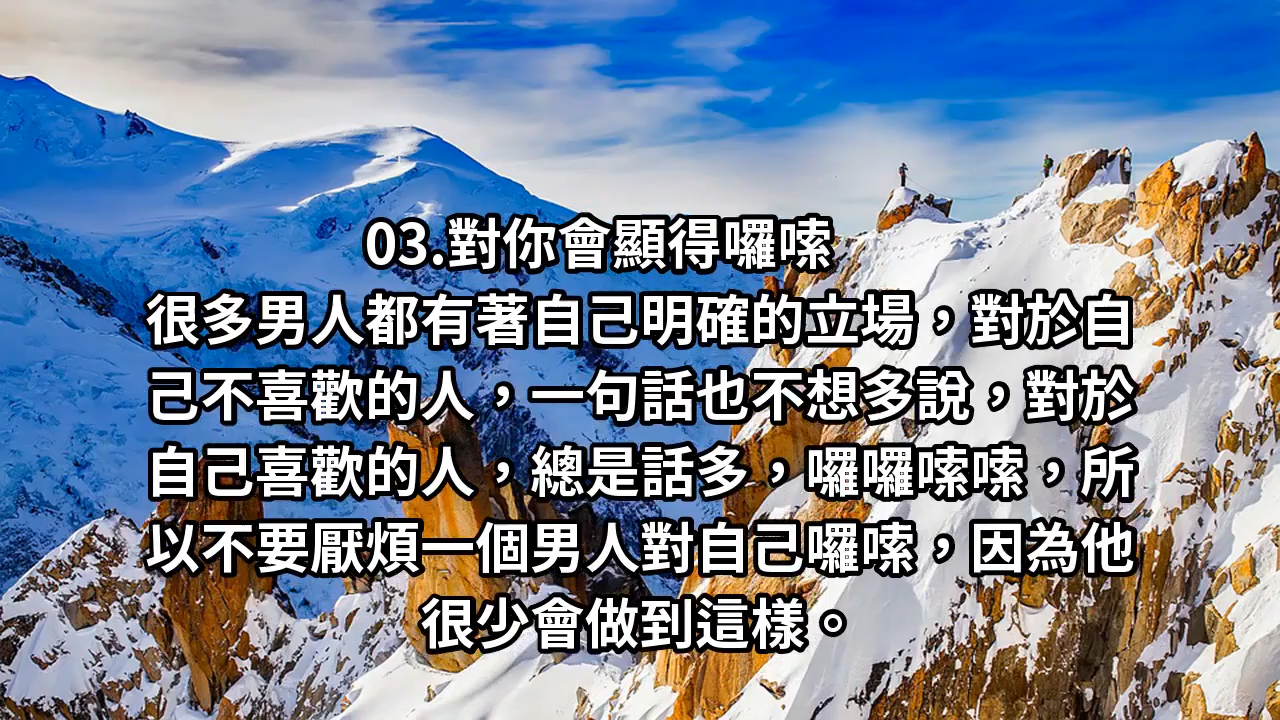 03.對你會顯得囉嗦
很多男人都有著自己明確的立場，對於自
己不喜歡的人，一句話也不想多說，對於
自己喜歡的人，總是話多，囉囉嗦嗦，所
以不要厭煩一個男人對自己囉嗦，因為他
很少會做到這樣。